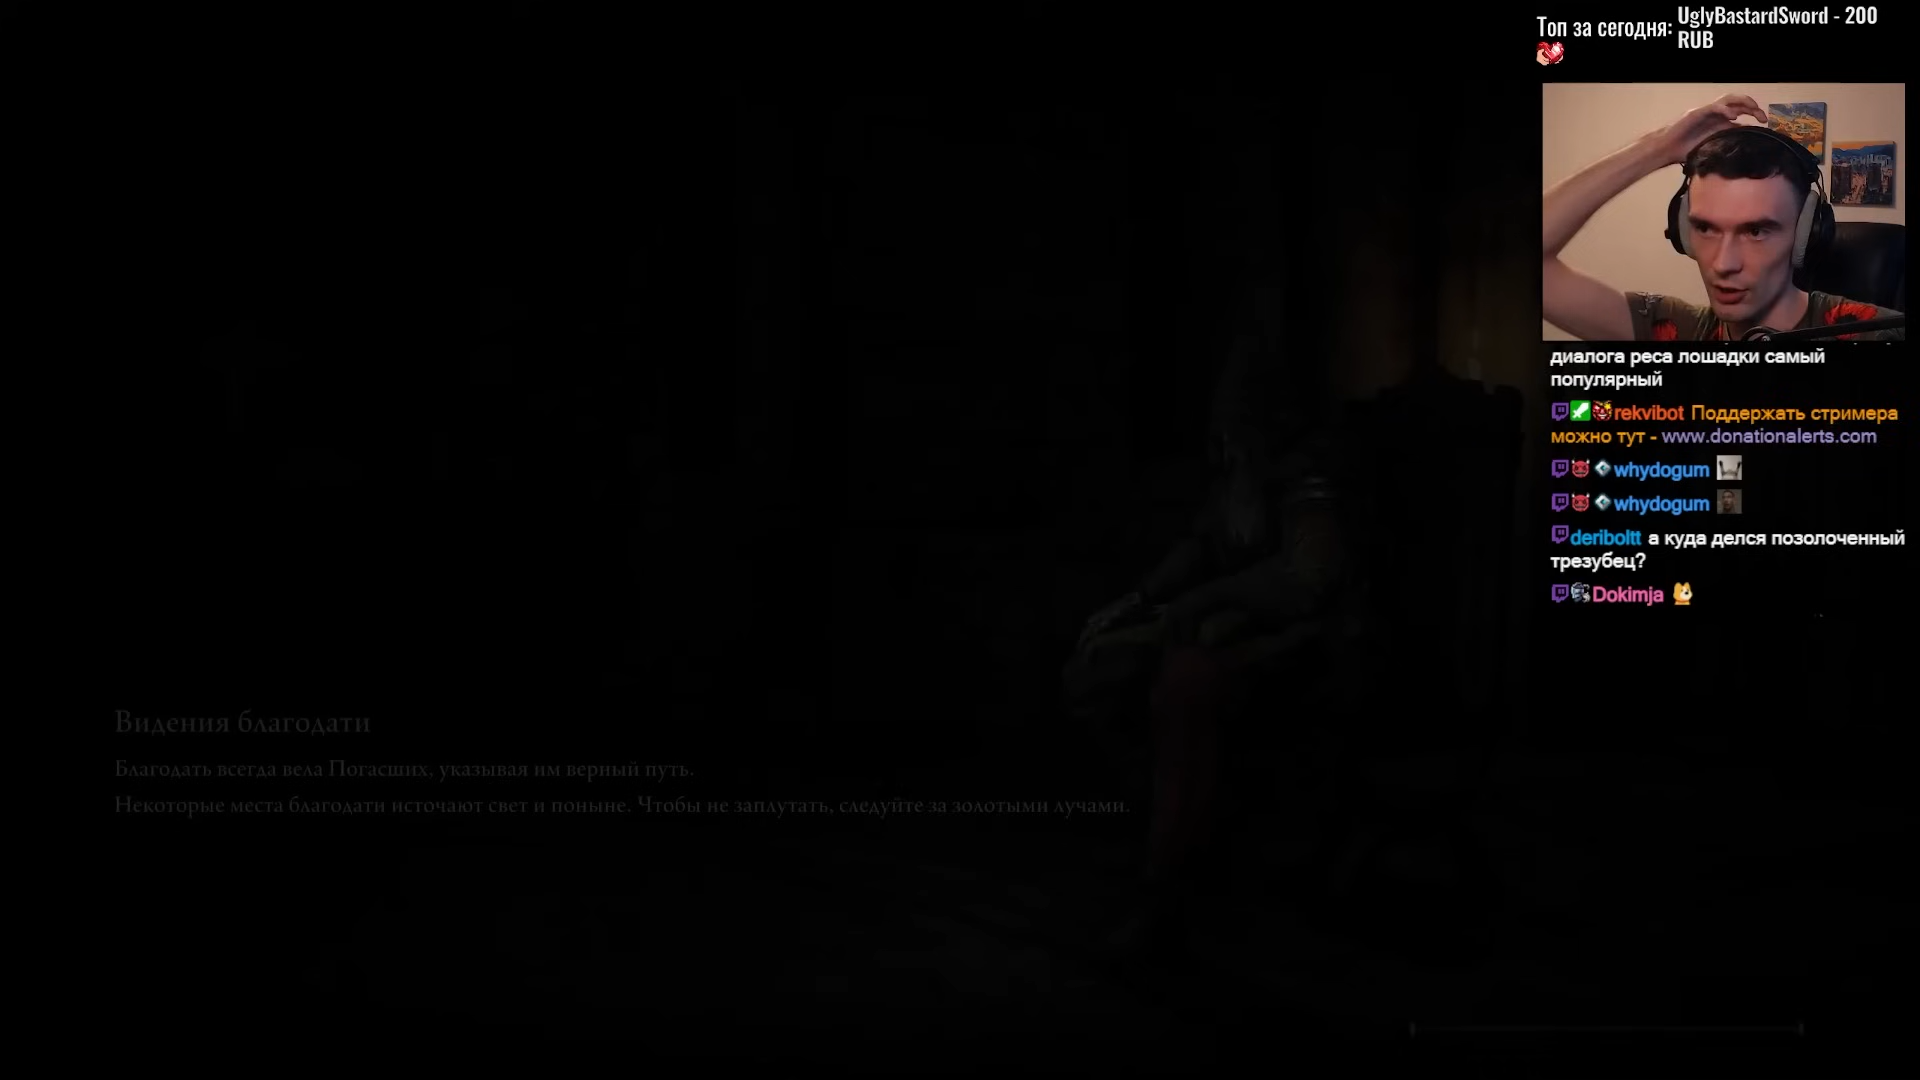 Топ за сегодня: UglyBastardSword - 200
RUB
диалога реса лошадки самый
популярный
rekvibot Поддержать стримера
можно тут - www.donationalerts.com
whydogum
whydogum
deriboltt а куда делся позолоченный
трезубец?
Dokimja
Видения благодати
Благодать всегда вела Погасших, указывая им верный путь.
Некоторые места благодати источают свет и поныне. Чтобы не заплутать, следуйте за золотыми лучами.